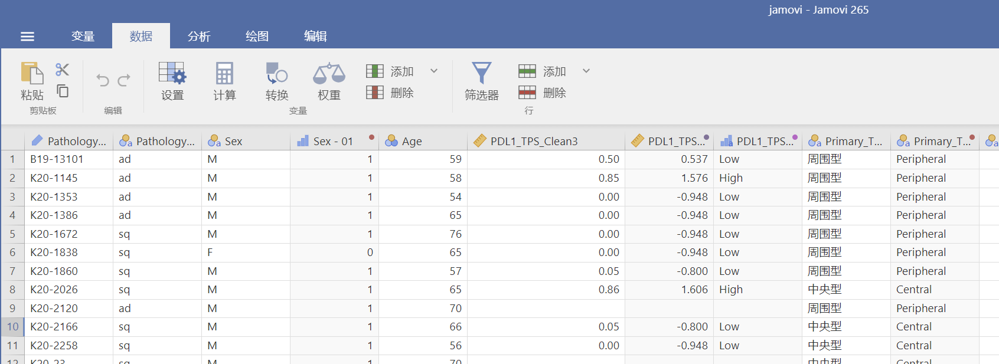 jamovi - Jamovi 265
变量 数据 分析 绘图 编辑
粘贴 设置 计算 转换 权重 添加 删除 筛选器 添加 删除
剪贴板 编辑 变量 行
Pathology... Pathology... Sex Sex - 01 Age PDL1_TPS_Clean3 PDL1_TPS... PDL1_TPS... Primary_T... Primary_T...
1 B19-13101 ad M 1 59 0.50 0.537 Low 周围型 Peripheral
2 K20-1145 ad M 1 58 0.85 1.576 High 周围型 Peripheral
3 K20-1353 ad M 1 54 0.00 -0.948 Low 周围型 Peripheral
4 K20-1386 ad M 1 65 0.00 -0.948 Low 周围型 Peripheral
5 K20-1672 sq M 1 76 0.00 -0.948 Low 周围型 Peripheral
6 K20-1838 sq F 0 65 0.00 -0.948 Low 周围型 Peripheral
7 K20-1860 sq M 1 57 0.05 -0.800 Low 周围型 Peripheral
8 K20-2026 sq M 1 65 0.86 1.606 High 中央型 Central
9 K20-2120 ad M 1 70 周围型 Peripheral
10 K20-2166 sq M 1 66 0.05 -0.800 Low 中央型 Central
11 K20-2258 sq M 1 56 0.00 -0.948 Low 中央型 Central
12 K20-23 sq M 1 70 中央型 Central